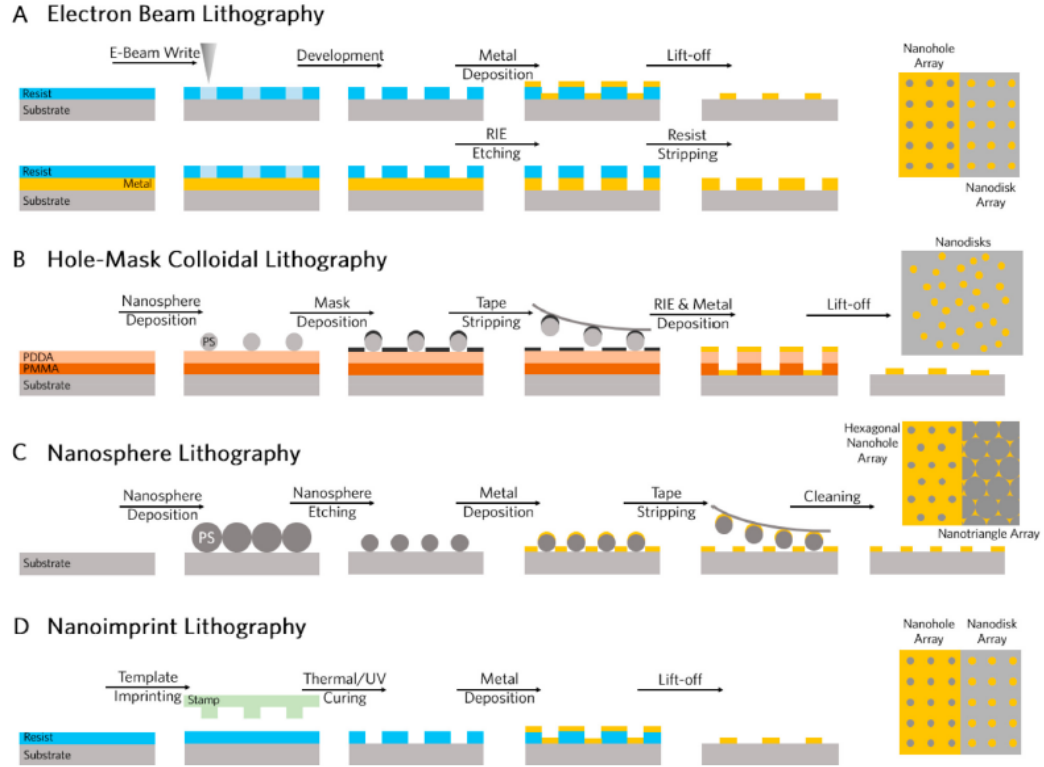 A Electron Beam Lithography
E-Beam Write
Development
Metal
Deposition
Lift-off
Nanohole
Array
Resist
Substrate
RIE
Etching
Resist
Stripping
Resist
Metal
Substrate
Nanodisk
Array
B Hole-Mask Colloidal Lithography
Nanodisks
Nanosphere
Deposition
Mask
Deposition
Tape
Stripping
RIE & Metal
Deposition
Lift-off
PS
PDDA
PMMA
Substrate
C Nanosphere Lithography
Hexagonal
Nanohole
Array
Nanosphere
Deposition
Nanosphere
Etching
Metal
Deposition
Tape
Stripping
Cleaning
PS
Substrate
Nanotriangle Array
D Nanoimprint Lithography
Nanohole
Array
Nanodisk
Array
Template
Imprinting
Stamp
Thermal/UV
Curing
Metal
Deposition
Lift-off
Resist
Substrate